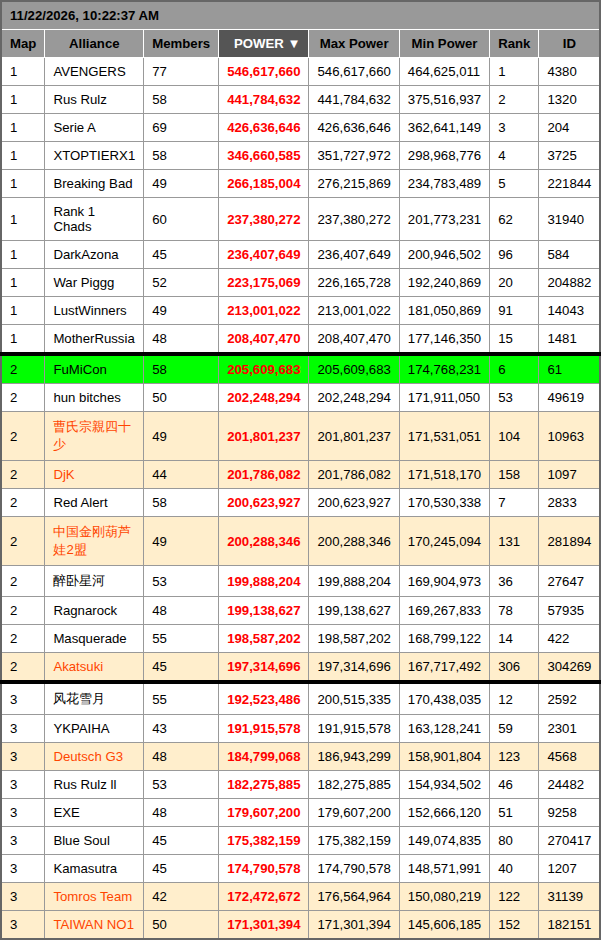 11/22/2026, 10:22:37 AM
Map Alliance Members POWER ▼ Max Power Min Power Rank ID
1 AVENGERS 77 546,617,660 546,617,660 464,625,011 1 4380
1 Rus Rulz 58 441,784,632 441,784,632 375,516,937 2 1320
1 Serie A 69 426,636,646 426,636,646 362,641,149 3 204
1 XTOPTIERX1 58 346,660,585 351,727,972 298,968,776 4 3725
1 Breaking Bad 49 266,185,004 276,215,869 234,783,489 5 221844
1 Rank 1
Chads 60 237,380,272 237,380,272 201,773,231 62 31940
1 DarkAzona 45 236,407,649 236,407,649 200,946,502 96 584
1 War Piggg 52 223,175,069 226,165,728 192,240,869 20 204882
1 LustWinners 49 213,001,022 213,001,022 181,050,869 91 14043
1 MotherRussia 48 208,407,470 208,407,470 177,146,350 15 1481
2 FuMiCon 58 205,609,683 205,609,683 174,768,231 6 61
2 hun bitches 50 202,248,294 202,248,294 171,911,050 53 49619
2 曹氏宗親四十
少 49 201,801,237 201,801,237 171,531,051 104 10963
2 DjK 44 201,786,082 201,786,082 171,518,170 158 1097
2 Red Alert 58 200,623,927 200,623,927 170,530,338 7 2833
2 中国金刚葫芦
娃2盟 49 200,288,346 200,288,346 170,245,094 131 281894
2 醉卧星河 53 199,888,204 199,888,204 169,904,973 36 27647
2 Ragnarock 48 199,138,627 199,138,627 169,267,833 78 57935
2 Masquerade 55 198,587,202 198,587,202 168,799,122 14 422
2 Akatsuki 45 197,314,696 197,314,696 167,717,492 306 304269
3 风花雪月 55 192,523,486 200,515,335 170,438,035 12 2592
3 YKPAIHA 43 191,915,578 191,915,578 163,128,241 59 2301
3 Deutsch G3 48 184,799,068 186,943,299 158,901,804 123 4568
3 Rus Rulz ll 53 182,275,885 182,275,885 154,934,502 46 24482
3 EXE 48 179,607,200 179,607,200 152,666,120 51 9258
3 Blue Soul 45 175,382,159 175,382,159 149,074,835 80 270417
3 Kamasutra 45 174,790,578 174,790,578 148,571,991 40 1207
3 Tomros Team 42 172,472,672 176,564,964 150,080,219 122 31139
3 TAIWAN NO1 50 171,301,394 171,301,394 145,606,185 152 182151